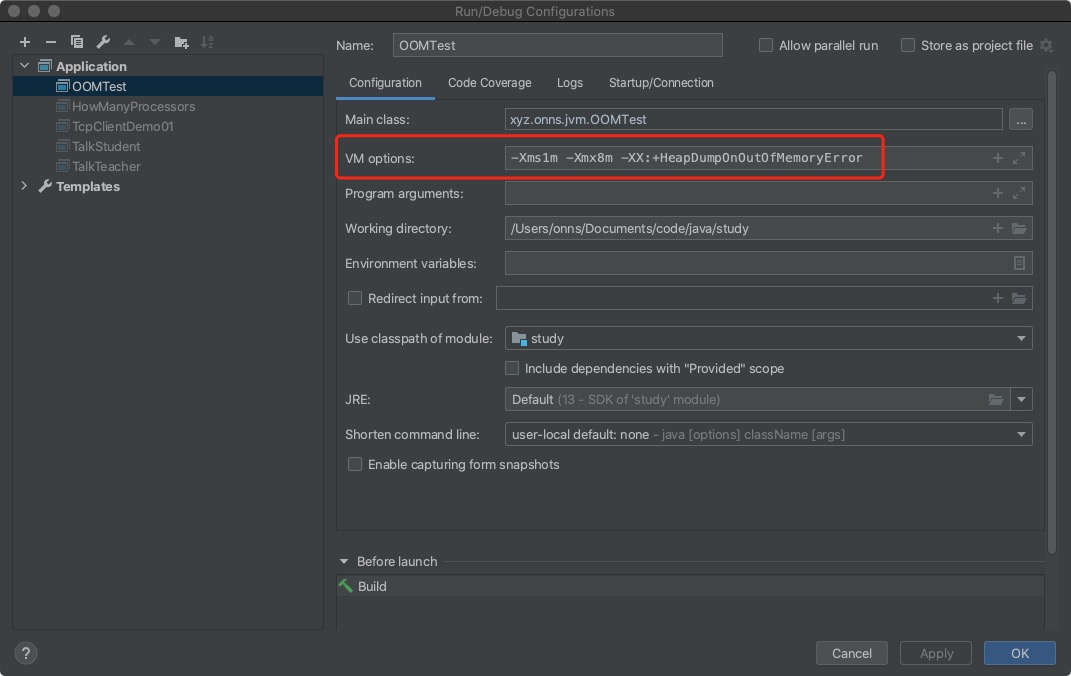 Run/Debug Configurations
Name: OOMTest Allow parallel run Store as project file
Application
OOMTest
HowManyProcessors
TcpClientDemo01
TalkStudent
TalkTeacher
Templates
Configuration Code Coverage Logs Startup/Connection
Main class: xyz.onns.jvm.OOMTest ...
VM options: -Xms1m -Xmx8m -XX:+HeapDumpOnOutOfMemoryError
Program arguments:
Working directory: /Users/onns/Documents/code/java/study
Environment variables:
Redirect input from:
Use classpath of module: study
Include dependencies with "Provided" scope
JRE: Default (13 - SDK of 'study' module)
Shorten command line: user-local default: none - java [options] className [args]
Enable capturing form snapshots
Before launch
Build
? Cancel Apply OK